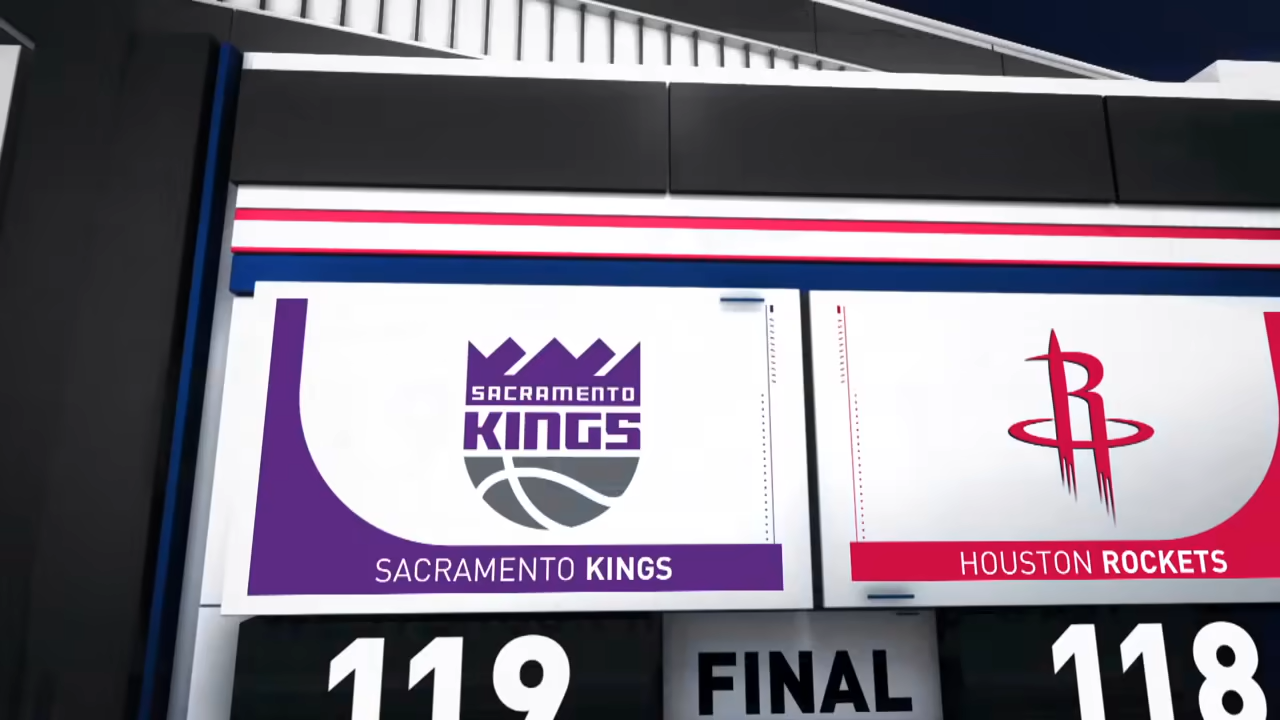 SACRAMENTO
KINGS
SACRAMENTO KINGS
HOUSTON ROCKETS
119
FINAL
118